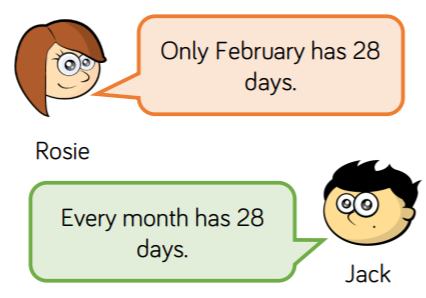 Only February has 28
days.
Rosie
Every month has 28
days.
Jack